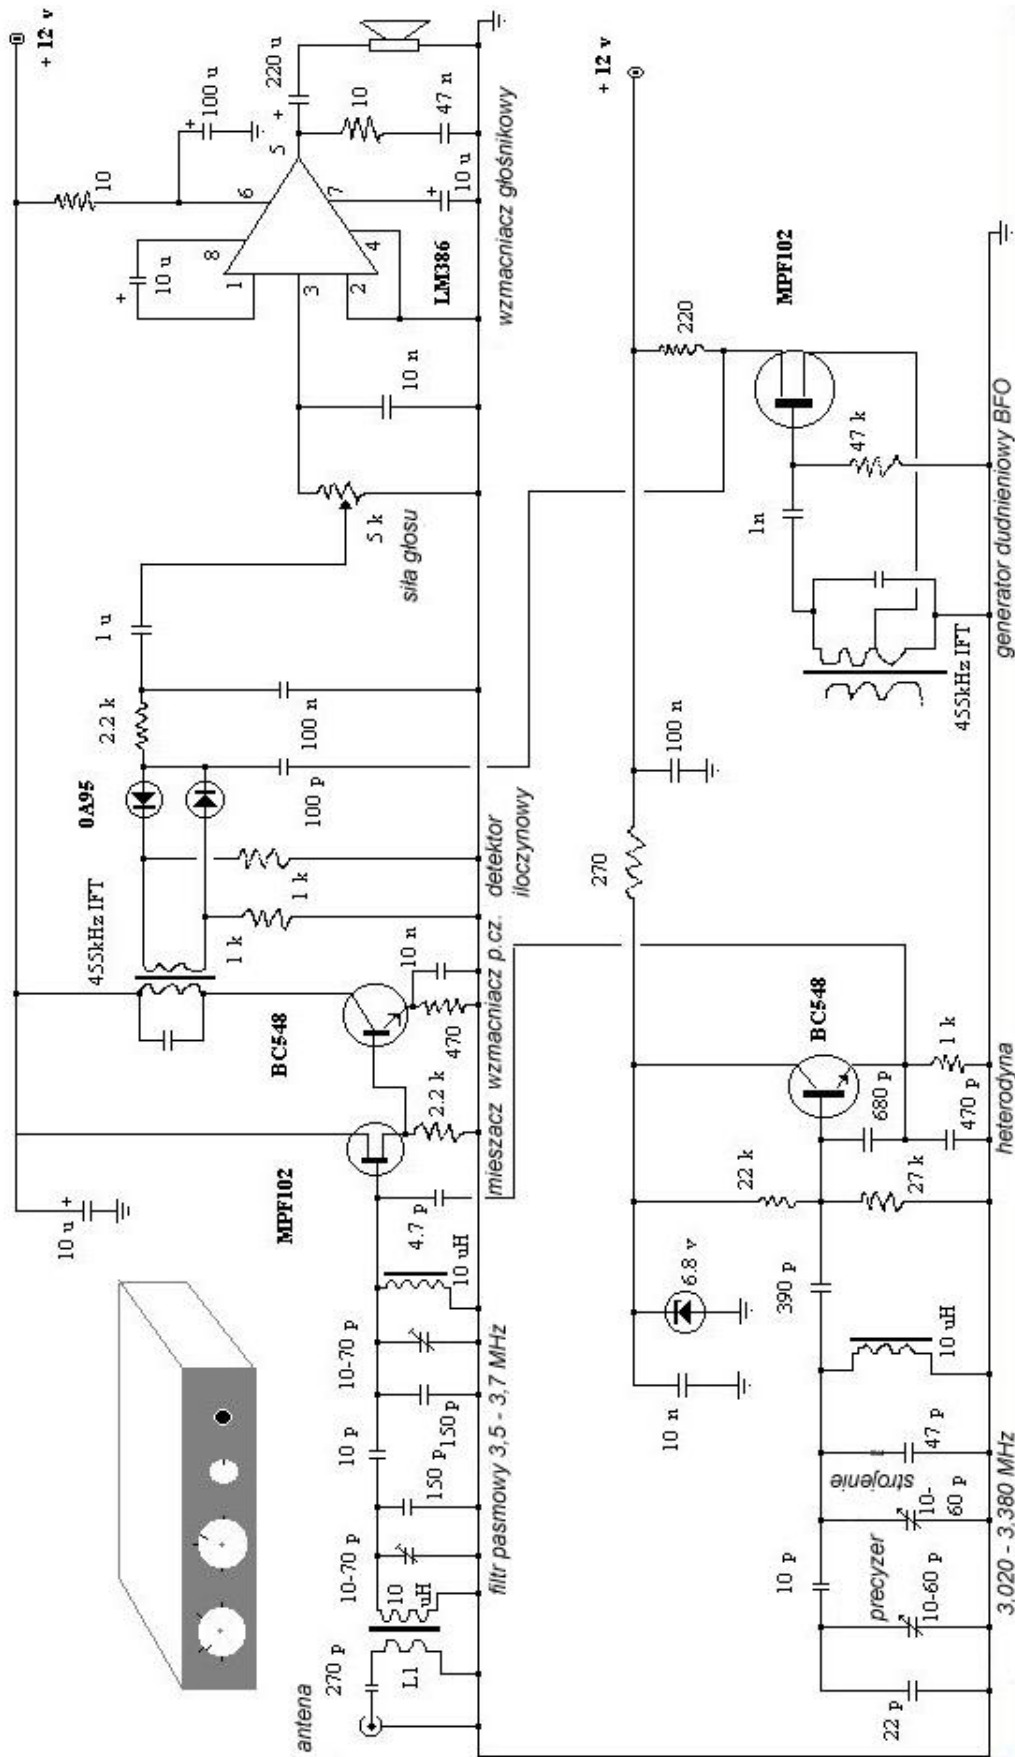 + 12 v
10
100 u
+
10 u
+
8
6
1
5
3
7
2
4
220 u
+
10
47 n
10 u
+
LM386
wzmacniacz głośnikowy
10 n
5 k
siła głosu
1 u
2.2 k
100 n
100 p
0A95
detektor
iloczynowy
455kHz IFT
1 k
1 k
BC548
10 n
470
2.2 k
mieszacz
wzmacniacz p.cz.
10 u
+
MPF102
4.7 p
10 uH
10-70 p
150 p
10 p
150 p
10-70 p
10
uH
filtr pasmowy 3,5 - 3,7 MHz
270 p
L1
antena
+ 12 v
220
MPF102
47 k
1n
455kHz IFT
generator dudnieniowy BFO
100 n
270
BC548
680 p
1 k
470 p
22 k
27 k
heterodyna
6.8 v
10 n
390 p
10 uH
47 p
strojenie
10-
60 p
10 p
precyzer
10-60 p
22 p
3,020 - 3,380 MHz